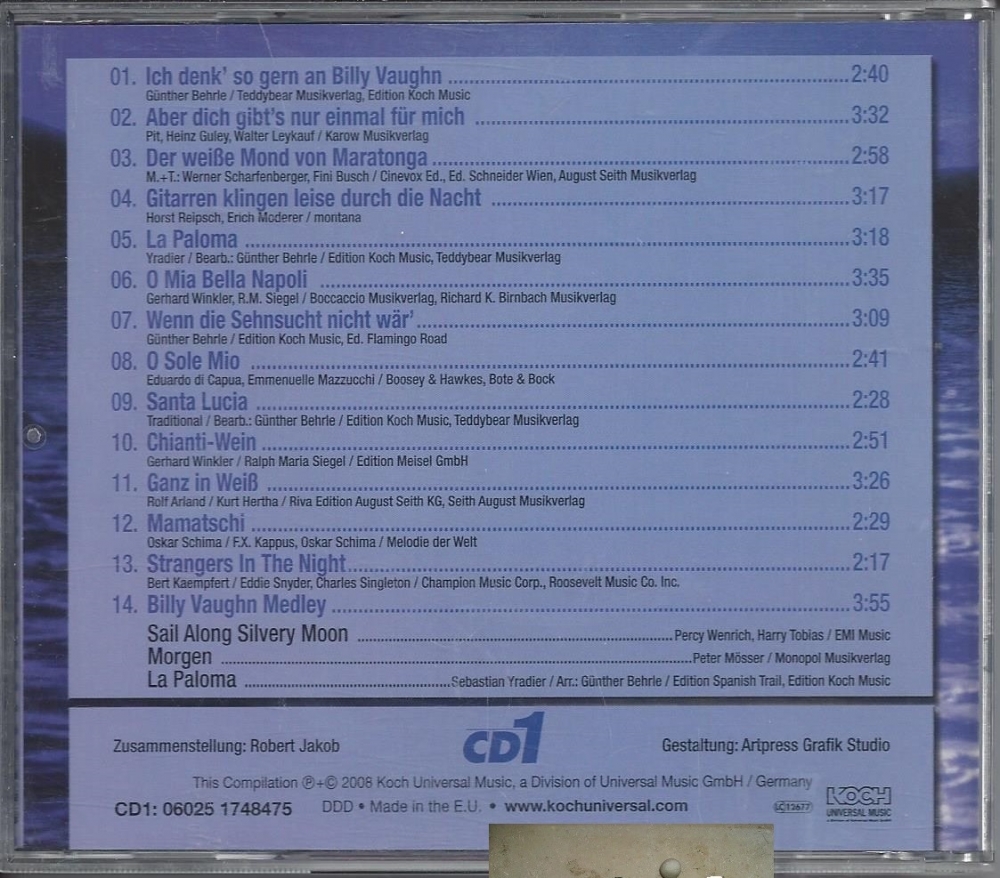 01. Ich denk' so gern an Billy Vaughn 2:40
Günther Behrle / Teddybear Musikverlag, Edition Koch Music
02. Aber dich gibt's nur einmal für mich 3:32
Pit, Heinz Guley, Walter Leykauf / Karow Musikverlag
03. Der weiße Mond von Maratonga 2:58
M.+T.: Werner Scharfenberger, Fini Busch / Cinevox Ed., Ed. Schneider Wien, August Seith Musikverlag
04. Gitarren klingen leise durch die Nacht 3:17
Horst Reipsch, Erich Moderer / montana
05. La Paloma 3:18
Yradier / Bearb.: Günther Behrle / Edition Koch Music, Teddybear Musikverlag
06. O Mia Bella Napoli 3:35
Gerhard Winkler, R.M. Siegel / Boccaccio Musikverlag, Richard K. Birnbach Musikverlag
07. Wenn die Sehnsucht nicht wär' 3:09
Günther Behrle / Edition Koch Music, Ed. Flamingo Road
08. O Sole Mio 2:41
Eduardo di Capua, Emmenuelle Mazzucchi / Boosey & Hawkes, Bote & Bock
09. Santa Lucia 2:28
Traditional / Bearb.: Günther Behrle / Edition Koch Music, Teddybear Musikverlag
10. Chianti-Wein 2:51
Gerhard Winkler / Ralph Maria Siegel / Edition Meisel GmbH
11. Ganz in Weiß 3:26
Rolf Arland / Kurt Hertha / Riva Edition August Seith KG, Seith August Musikverlag
12. Mamatschi 2:29
Oskar Schima / F.X. Kappus, Oskar Schima / Melodie der Welt
13. Strangers In The Night 2:17
Bert Kaempfert / Eddie Snyder, Charles Singleton / Champion Music Corp., Roosevelt Music Co. Inc.
14. Billy Vaughn Medley 3:55
Sail Along Silvery Moon Percy Wenrich, Harry Tobias / EMI Music
Morgen Peter Mösser / Monopol Musikverlag
La Paloma Sebastian Yradier / Arr.: Günther Behrle / Edition Spanish Trail, Edition Koch Music
Zusammenstellung: Robert Jakob CD1 Gestaltung: Artpress Grafik Studio
This Compilation ℗+© 2008 Koch Universal Music, a Division of Universal Music GmbH / Germany
CD1: 06025 1748475 DDD • Made in the E.U. • www.kochuniversal.com LC12677 KOCH
UNIVERSAL MUSIC